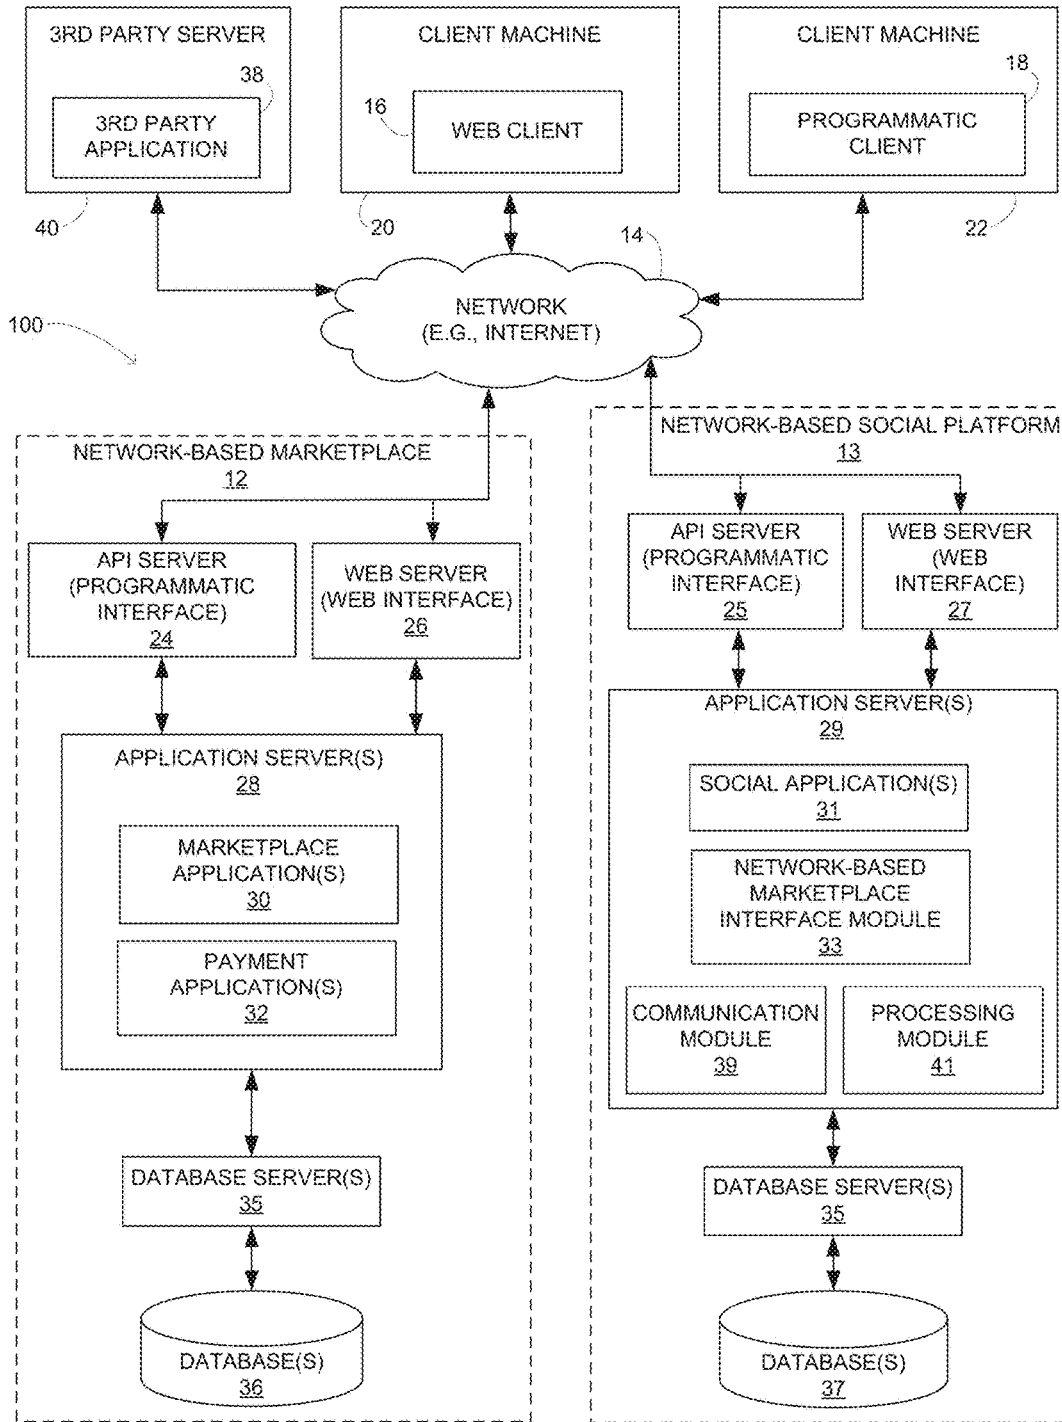 3RD PARTY SERVER
38
3RD PARTY
APPLICATION
40
CLIENT MACHINE
16
WEB CLIENT
20
CLIENT MACHINE
18
PROGRAMMATIC
CLIENT
22
14
NETWORK
(E.G., INTERNET)
100
NETWORK-BASED MARKETPLACE
12
API SERVER
(PROGRAMMATIC
INTERFACE)
24
WEB SERVER
(WEB INTERFACE)
26
APPLICATION SERVER(S)
28
MARKETPLACE
APPLICATION(S)
30
PAYMENT
APPLICATION(S)
32
DATABASE SERVER(S)
35
DATABASE(S)
36
NETWORK-BASED SOCIAL PLATFORM
13
API SERVER
(PROGRAMMATIC
INTERFACE)
25
WEB SERVER
(WEB
INTERFACE)
27
APPLICATION SERVER(S)
29
SOCIAL APPLICATION(S)
31
NETWORK-BASED
MARKETPLACE
INTERFACE MODULE
33
COMMUNICATION
MODULE
39
PROCESSING
MODULE
41
DATABASE SERVER(S)
35
DATABASE(S)
37